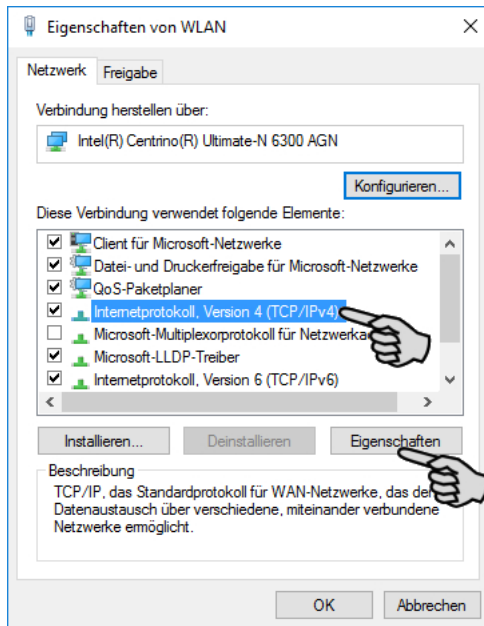 Eigenschaften von WLAN
Netzwerk Freigabe
Verbindung herstellen über:
Intel(R) Centrino(R) Ultimate-N 6300 AGN
Konfigurieren...
Diese Verbindung verwendet folgende Elemente:
Client für Microsoft-Netzwerke
Datei- und Druckerfreigabe für Microsoft-Netzwerke
QoS-Paketplaner
Internetprotokoll, Version 4 (TCP/IPv4)
Microsoft-Multiplexorprotokoll für
Microsoft-LLDP-Treiber
Internetprotokoll, Version 6 (TCP/IPv6)
Installieren... Deinstallieren Eigenschaften
Beschreibung
TCP/IP, das Standardprotokoll für WAN-Netzwerke, das
Datenaustausch über verschiedene, miteinander verbundene
Netzwerke ermöglicht.
OK Abbrechen